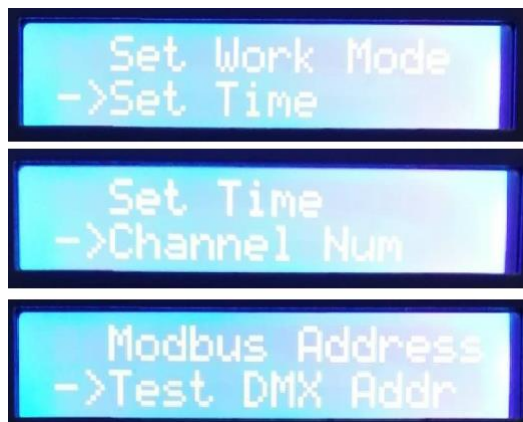 Set Work Mode
->Set Time
Set Time
->Channel Num
Modbus Address
->Test DMX Addr